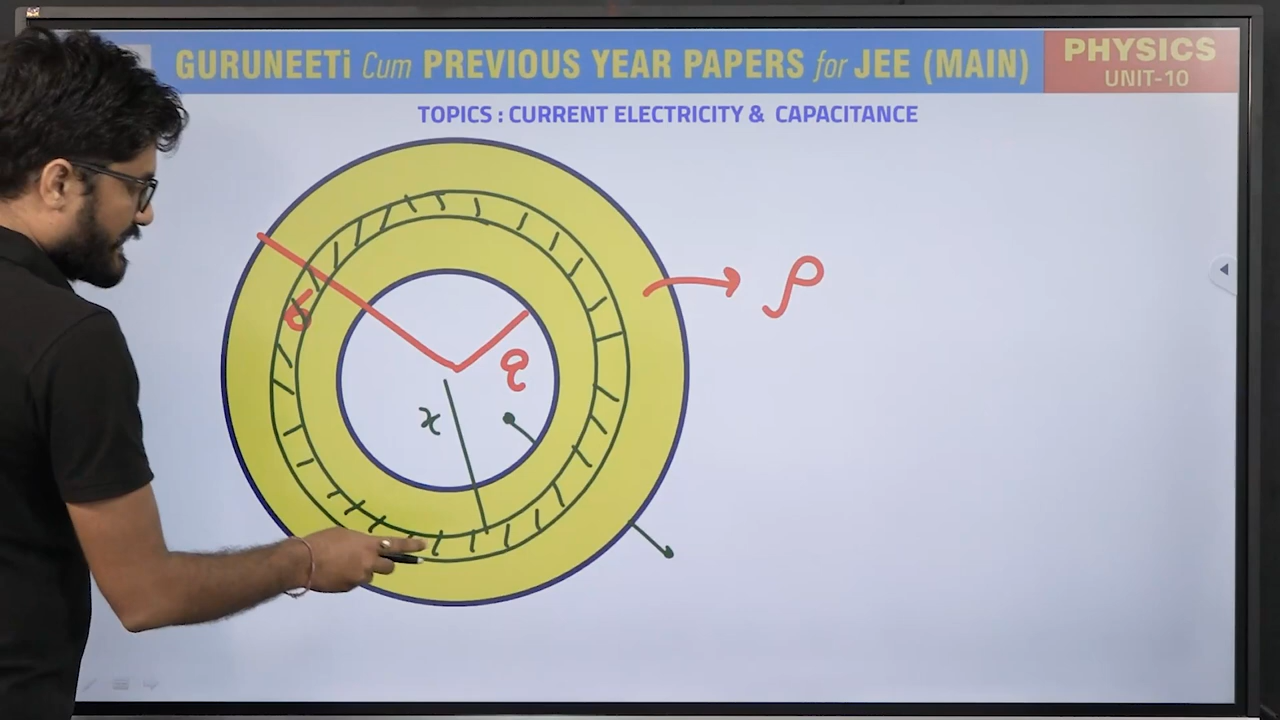 GURUNEETi Cum PREVIOUS YEAR PAPERS for JEE (MAIN)
PHYSICS
UNIT-10
TOPICS : CURRENT ELECTRICITY & CAPACITANCE
ρ
x